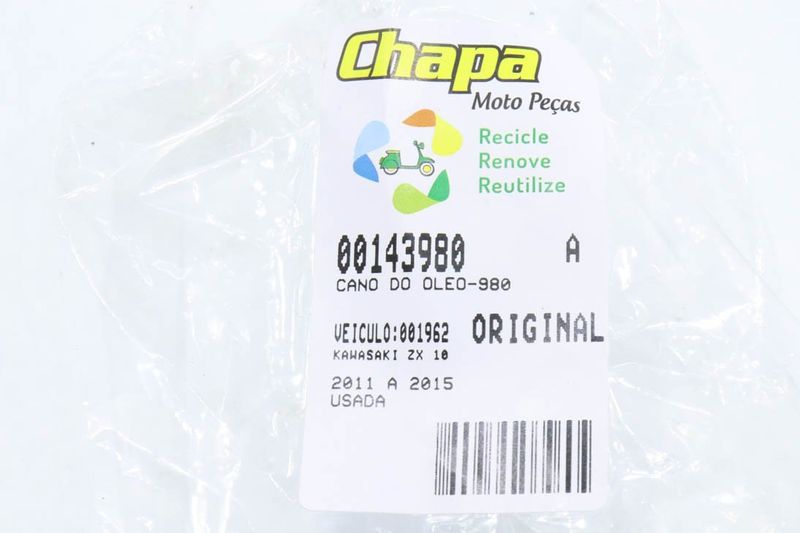 Chapa
Moto Peças
Recicle
Renove
Reutilize
00143980 A
CANO DO OLEO-980
VEICULO:001962 ORIGINAL
KAWASAKI ZX 10
2011 A 2015
USADA